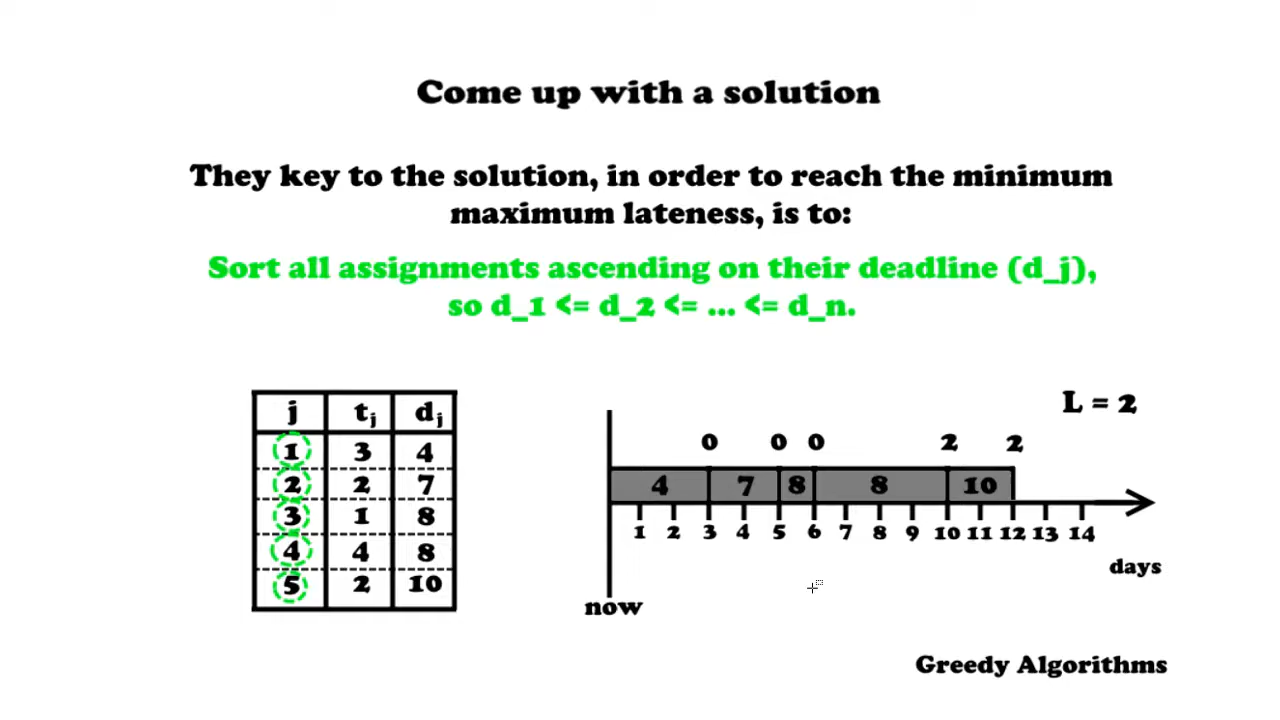 Come up with a solution
They key to the solution, in order to reach the minimum
maximum lateness, is to:
Sort all assignments ascending on their deadline (d_j),
so d_1 <= d_2 <= ... <= d_n.
j tj dj
1 3 4
2 2 7
3 1 8
4 4 8
5 2 10
L = 2
0 0 0 2 2
4 7 8 8 10
1 2 3 4 5 6 7 8 9 10 11 12 13 14
days
now
Greedy Algorithms